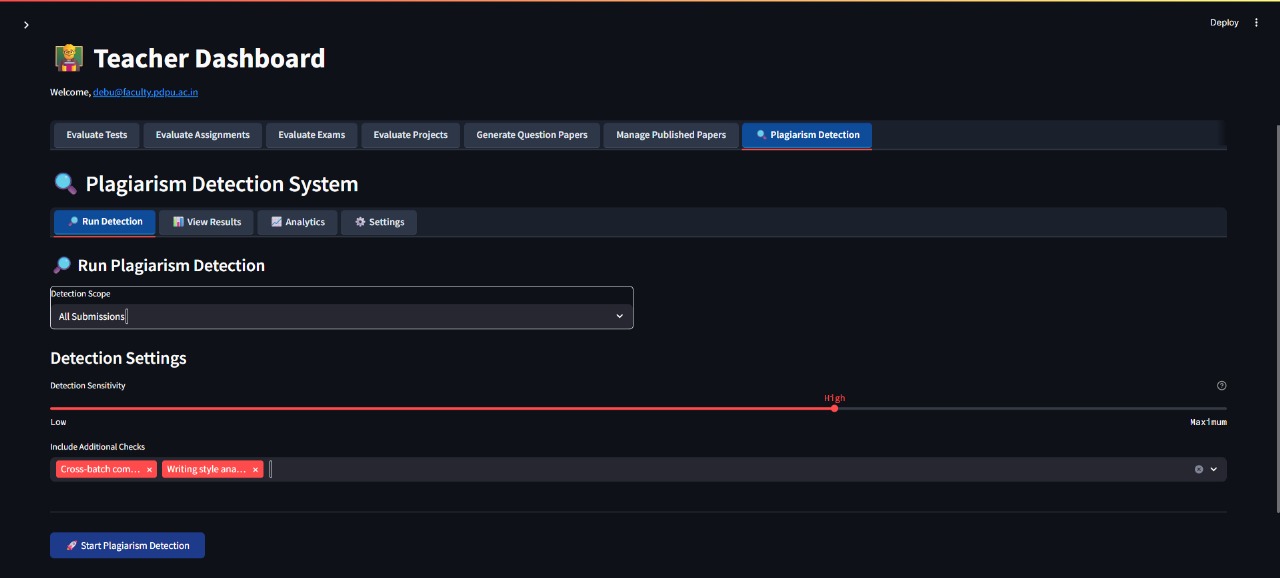 Deploy
Teacher Dashboard
Welcome, debu@faculty.pdpu.ac.in
Evaluate Tests Evaluate Assignments Evaluate Exams Evaluate Projects Generate Question Papers Manage Published Papers Plagiarism Detection
Plagiarism Detection System
Run Detection View Results Analytics Settings
Run Plagiarism Detection
Detection Scope
All Submissions
Detection Settings
Detection Sensitivity
High
Low Maximum
Include Additional Checks
Cross-batch com... × Writing style ana... ×
Start Plagiarism Detection